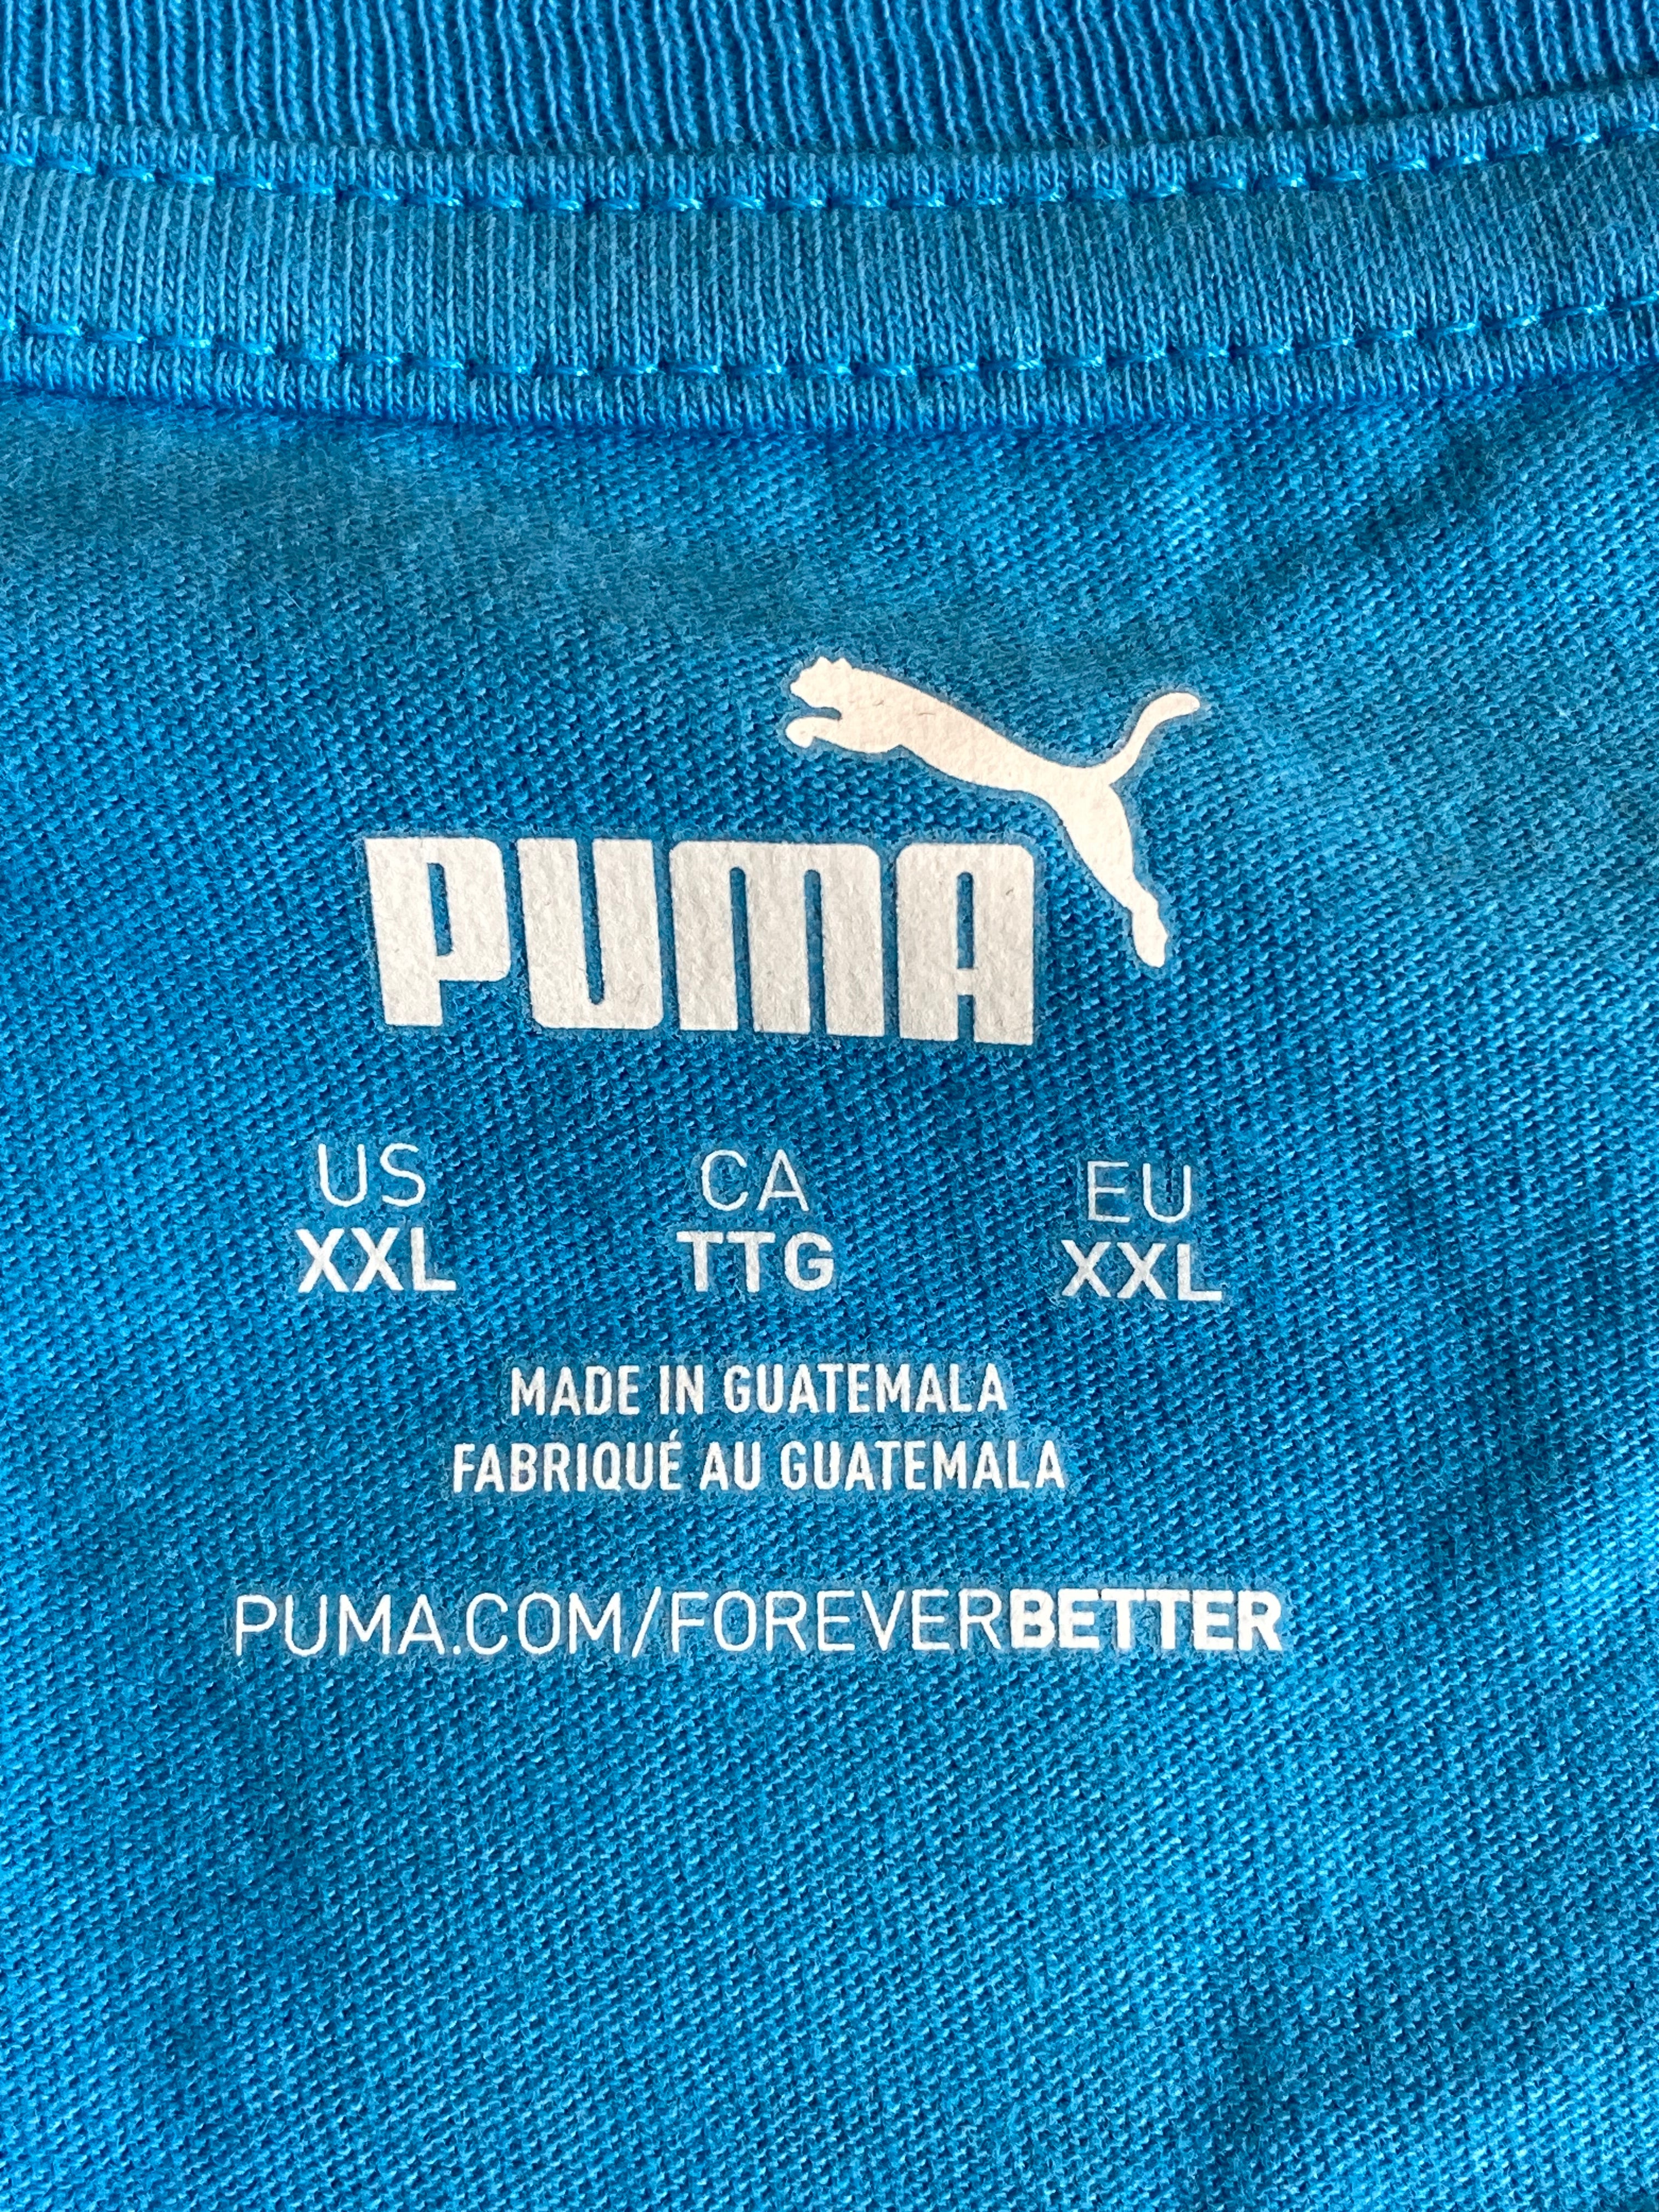 PUMA
US CA EU
XXL TTG XXL
MADE IN GUATEMALA
FABRIQUÉ AU GUATEMALA
PUMA.COM/FOREVERBETTER